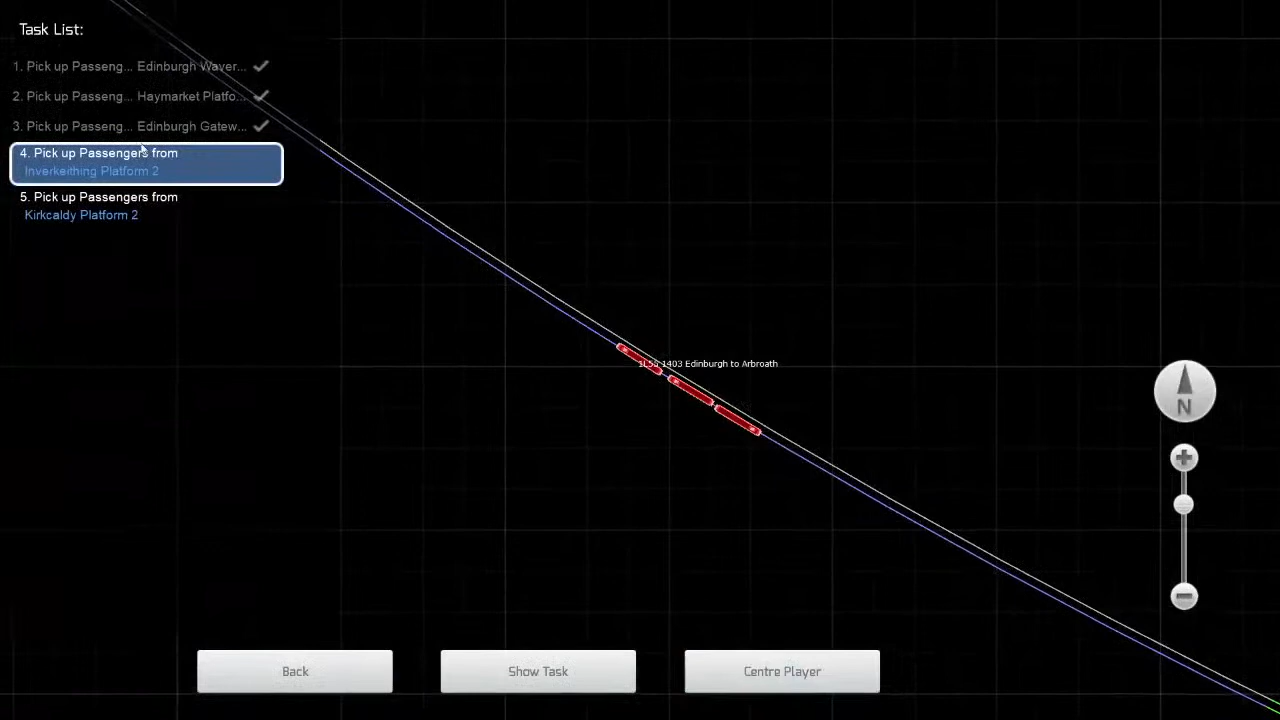 Task List:
1. Pick up Passeng... Edinburgh Waver...
2. Pick up Passeng... Haymarket Platfo...
3. Pick up Passeng... Edinburgh Gatew...
4. Pick up Passengers from
Inverkeithing Platform 2
5. Pick up Passengers from
Kirkcaldy Platform 2
1403 Edinburgh to Arbroath
N
Back
Show Task
Centre Player